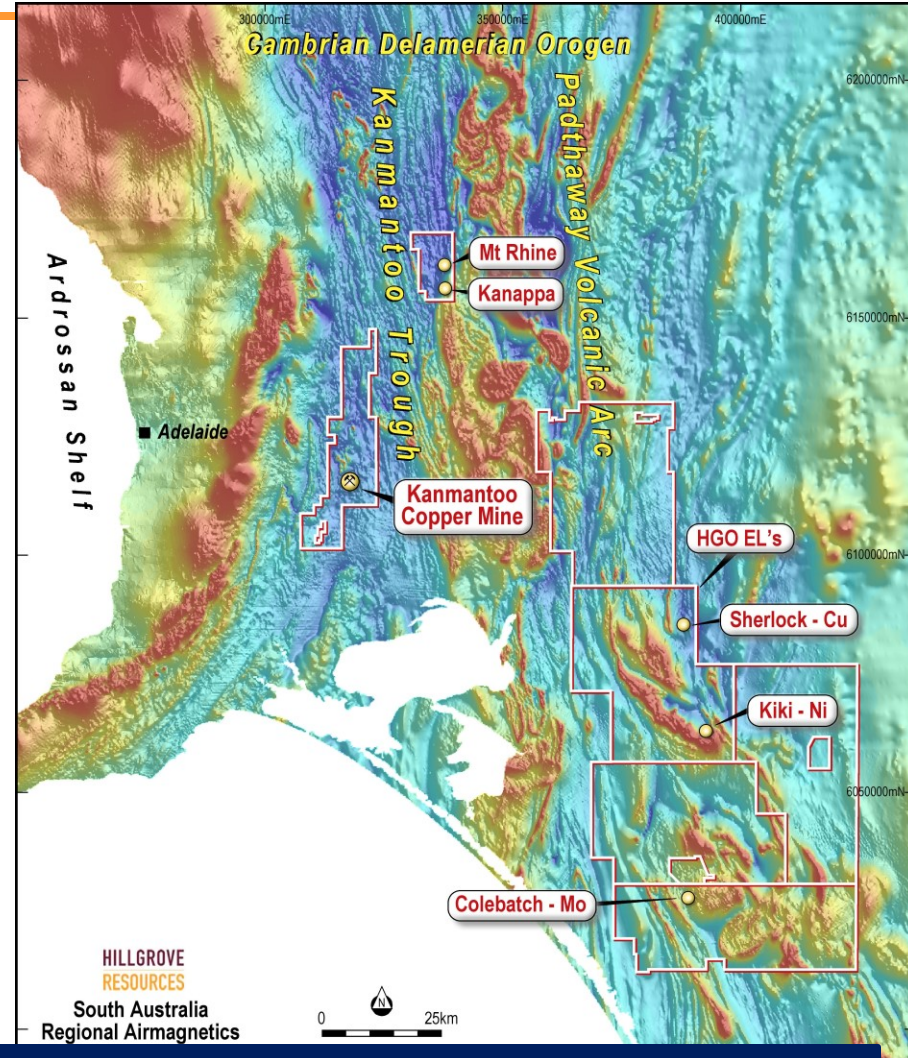 300000mE
350000mE
400000mE
Cambrian Delamerian Orogen
6200000mN
Kanmantoo Trough
Padthaway Volcanic Arc
Mt Rhine
Kanappa
Ardrossan Shelf
6150000mN
Adelaide
Kanmantoo
Copper Mine
HGO EL's
6100000mN
Sherlock - Cu
Kiki - Ni
6050000mN
Colebatch - Mo
HILLGROVE
RESOURCES
South Australia
Regional Airmagnetics
N
0
25km